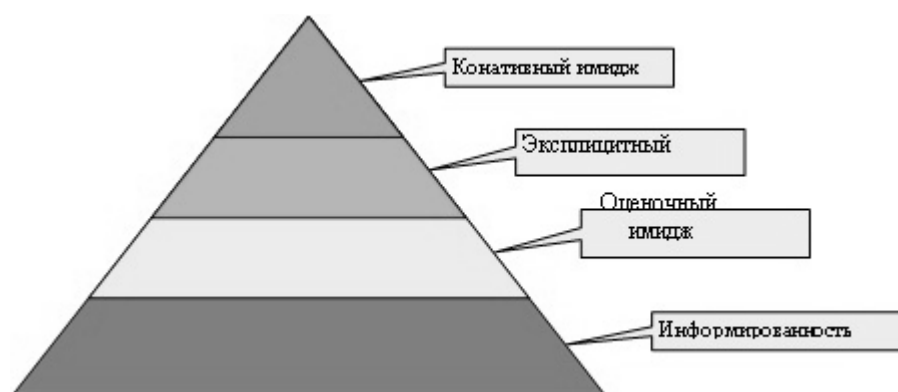 Конативный имидж
Эксплицитный
Оценочный
имидж
Информированность